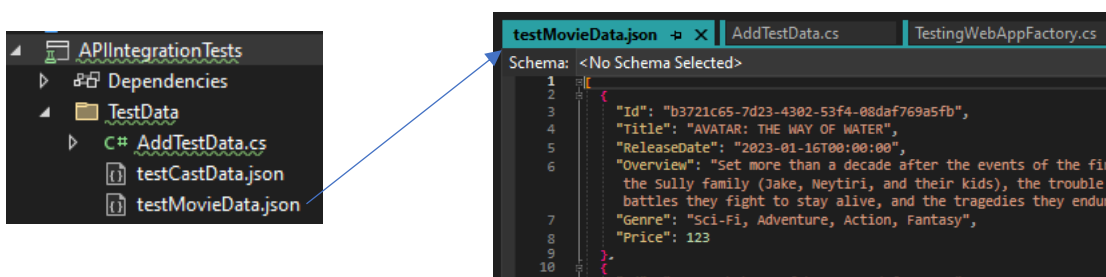 APIIntegrationTests
Dependencies
TestData
C# AddTestData.cs
testCastData.json
testMovieData.json
testMovieData.json
AddTestData.cs
TestingWebAppFactory.cs
Schema: <No Schema Selected>
1 [
2 {
3 "Id": "b3721c65-7d23-4302-53f4-08daf769a5fb",
4 "Title": "AVATAR: THE WAY OF WATER",
5 "ReleaseDate": "2023-01-16T00:00:00",
6 "Overview": "Set more than a decade after the events of the fi
the Sully family (Jake, Neytiri, and their kids), the trouble
battles they fight to stay alive, and the tragedies they endu
7 "Genre": "Sci-Fi, Adventure, Action, Fantasy",
8 "Price": 123
9 },
10 {